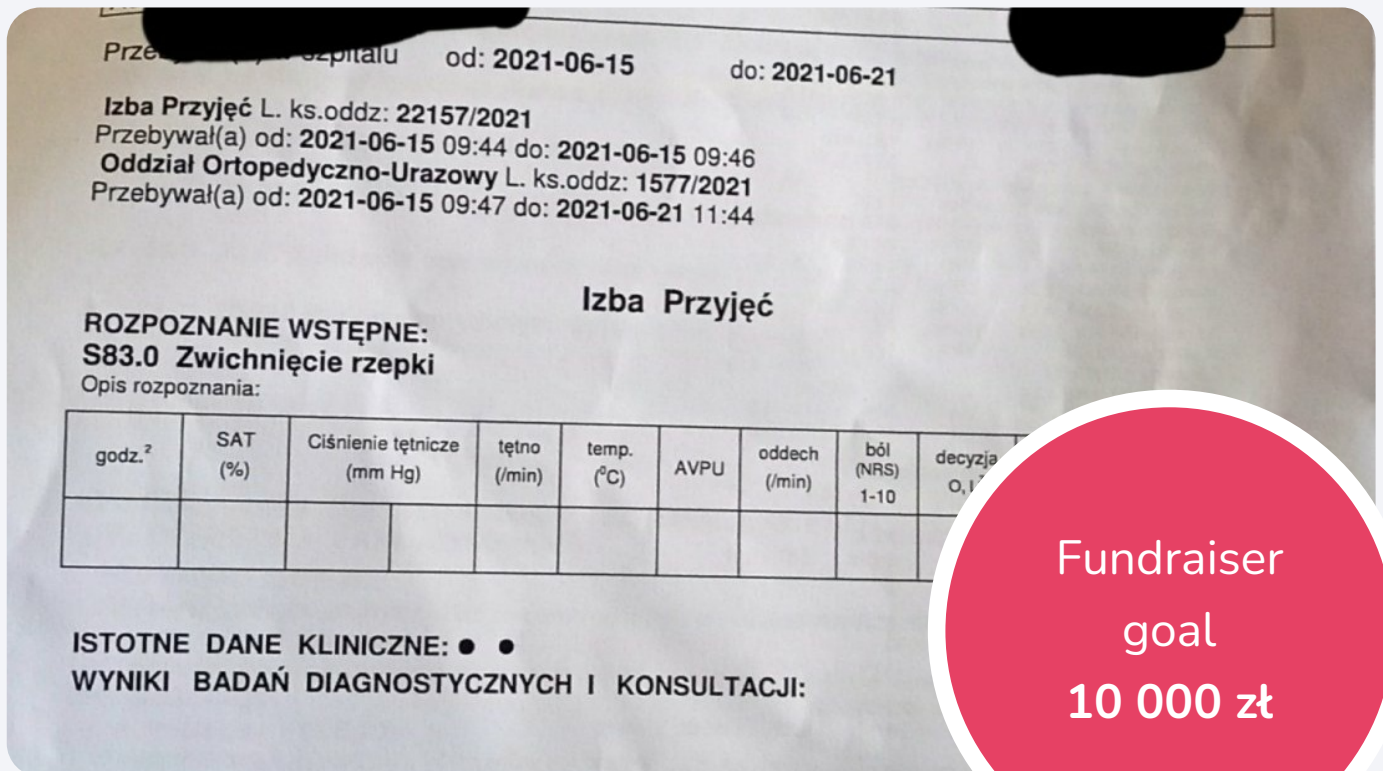 od: 2021-06-15 do: 2021-06-21
Izba Przyjęć L. ks.oddz: 22157/2021
Przebywał(a) od: 2021-06-15 09:44 do: 2021-06-15 09:46
Oddział Ortopedyczno-Urazowy L. ks.oddz: 1577/2021
Przebywał(a) od: 2021-06-15 09:47 do: 2021-06-21 11:44
Izba Przyjęć
ROZPOZNANIE WSTĘPNE:
S83.0 Zwichnięcie rzepki
Opis rozpoznania:
godz.² SAT (%) Ciśnienie tętnicze (mm Hg) tętno (/min) temp. (°C) AVPU oddech (/min) ból (NRS) 1-10 decyzja
ISTOTNE DANE KLINICZNE: ● ●
WYNIKI BADAŃ DIAGNOSTYCZNYCH I KONSULTACJI:
Fundraiser
goal
10 000 zł